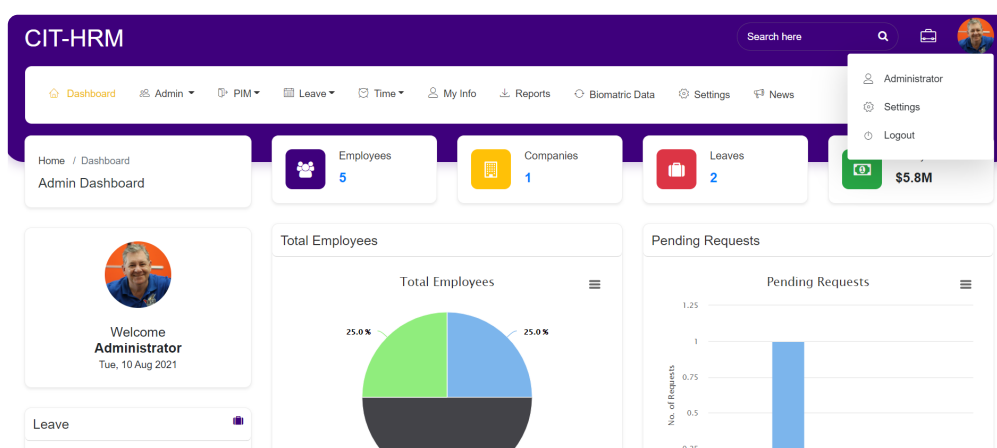 CIT-HRM
Search here
Administrator
Settings
Logout
Dashboard Admin PIM Leave Time My Info Reports Biomatric Data Settings News
Home / Dashboard
Admin Dashboard
Employees
5
Companies
1
Leaves
2
$5.8M
Welcome
Administrator
Tue, 10 Aug 2021
Leave
Total Employees
Total Employees
25.0 %
25.0 %
Pending Requests
Pending Requests
No. of Requests
1.25
1
0.75
0.5